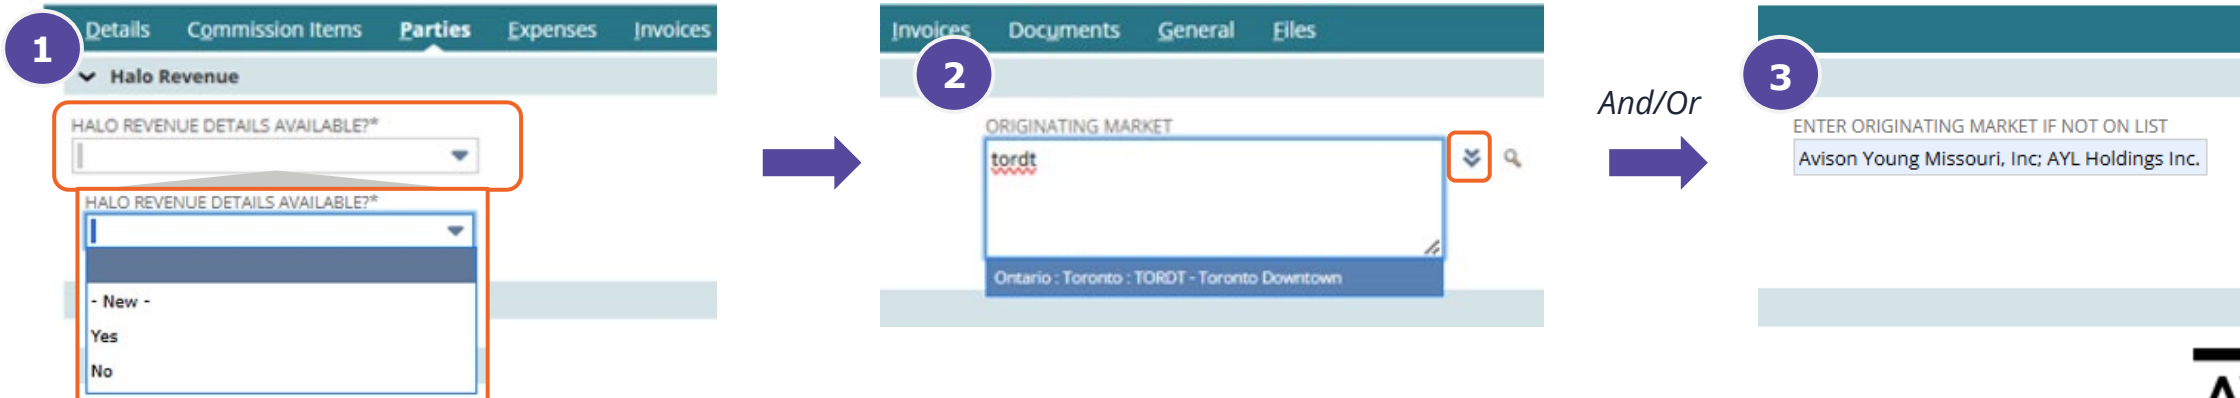 1
Details Commission Items Parties Expenses Invoices
Halo Revenue
HALO REVENUE DETAILS AVAILABLE?*
HALO REVENUE DETAILS AVAILABLE?*
- New -
Yes
No
Invoices Documents General Files
2
ORIGINATING MARKET
tordt
Ontario : Toronto : TORDT - Toronto Downtown
And/Or
3
ENTER ORIGINATING MARKET IF NOT ON LIST
Avison Young Missouri, Inc; AYL Holdings Inc.